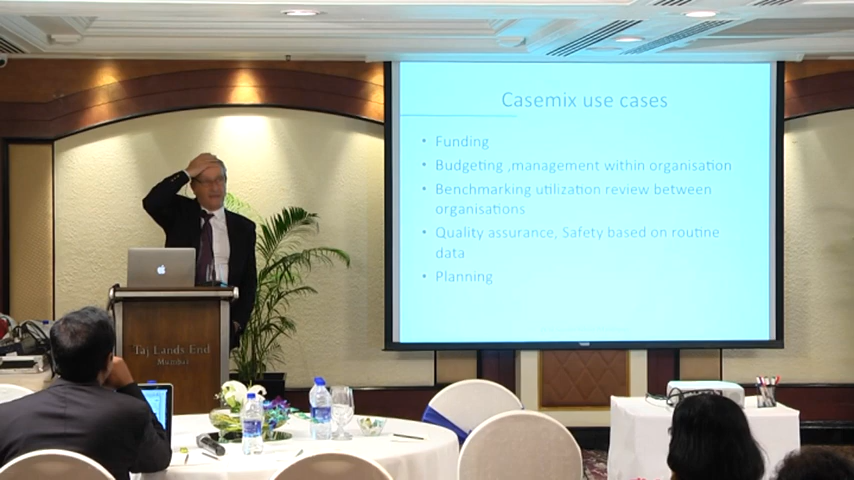 Casemix use cases
• Funding
• Budgeting ,management within organisation
• Benchmarking utilization review between
organisations
• Quality assurance, Safety based on routine
data
• Planning
Taj Lands End
Mumbai